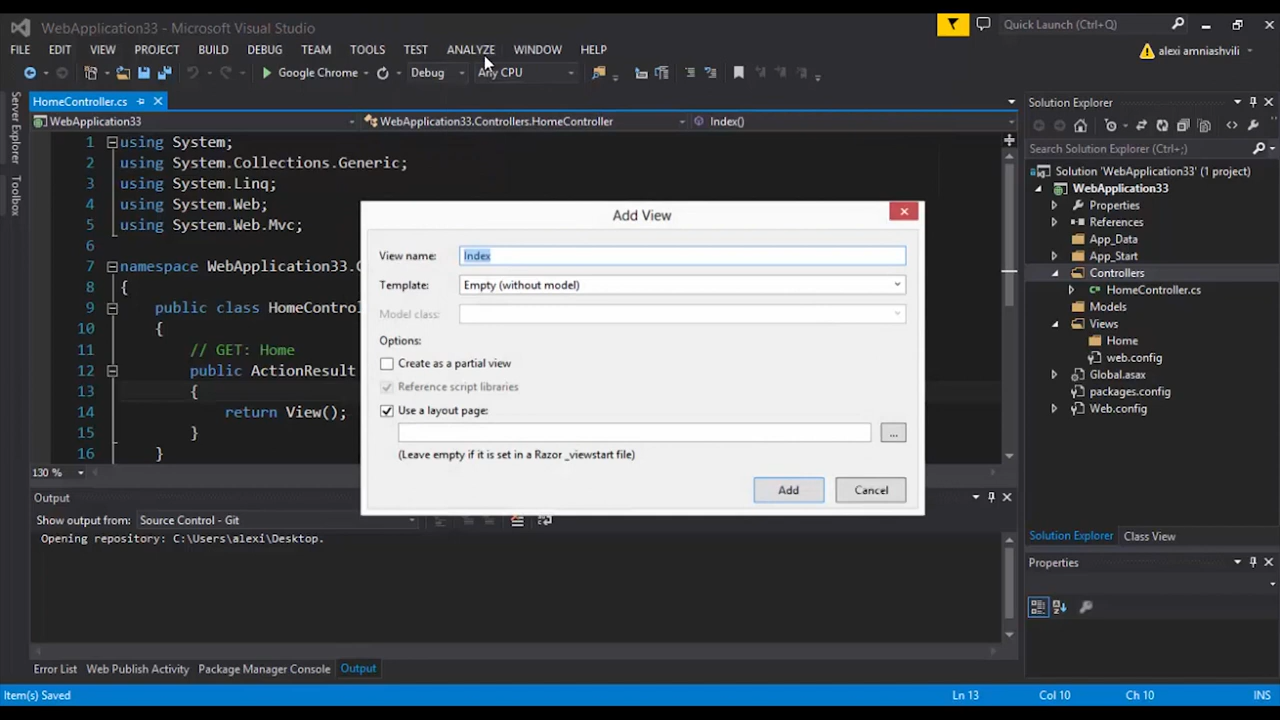 WebApplication33 - Microsoft Visual Studio
Quick Launch (Ctrl+Q)
FILE EDIT VIEW PROJECT BUILD DEBUG TEAM TOOLS TEST ANALYZE WINDOW HELP
alexi amniashvili
Google Chrome Debug Any CPU
Server Explorer
Toolbox
HomeController.cs
WebApplication33 WebApplication33.Controllers.HomeController Index()
1 using System;
2 using System.Collections.Generic;
3 using System.Linq;
4 using System.Web;
5 using System.Web.Mvc;
6
7 namespace WebApplication33.
8 {
9 public class HomeContro
10 {
11 // GET: Home
12 public ActionResult
13 {
14 return View();
15 }
16 }
130 %
Add View
View name: Index
Template: Empty (without model)
Model class:
Options:
Create as a partial view
Reference script libraries
Use a layout page:
...
(Leave empty if it is set in a Razor _viewstart file)
Add Cancel
Output
Show output from: Source Control - Git
Opening repository: C:\Users\alexi\Desktop.
Error List Web Publish Activity Package Manager Console Output
Solution Explorer
Search Solution Explorer (Ctrl+;)
Solution 'WebApplication33' (1 project)
WebApplication33
Properties
References
App_Data
App_Start
Controllers
HomeController.cs
Models
Views
Home
web.config
Global.asax
packages.config
Web.config
Solution Explorer Class View
Properties
Item(s) Saved Ln 13 Col 10 Ch 10 INS